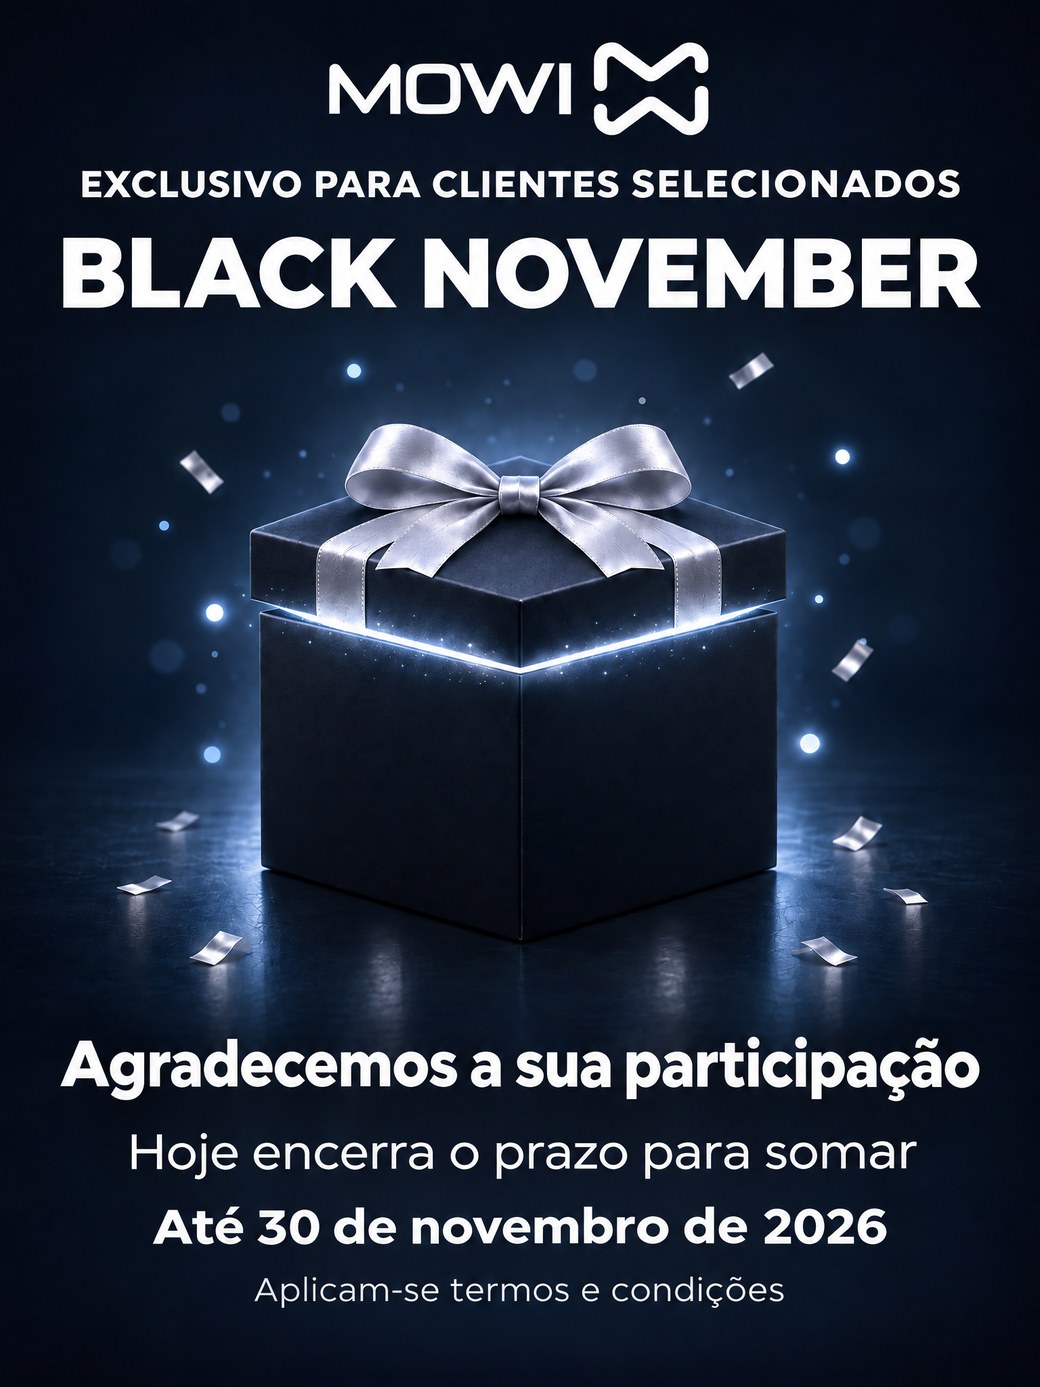 MOWI
EXCLUSIVO PARA CLIENTES SELECIONADOS
BLACK NOVEMBER
Agradecemos a sua participação
Hoje encerra o prazo para somar
Até 30 de novembro de 2026
Aplicam-se termos e condições